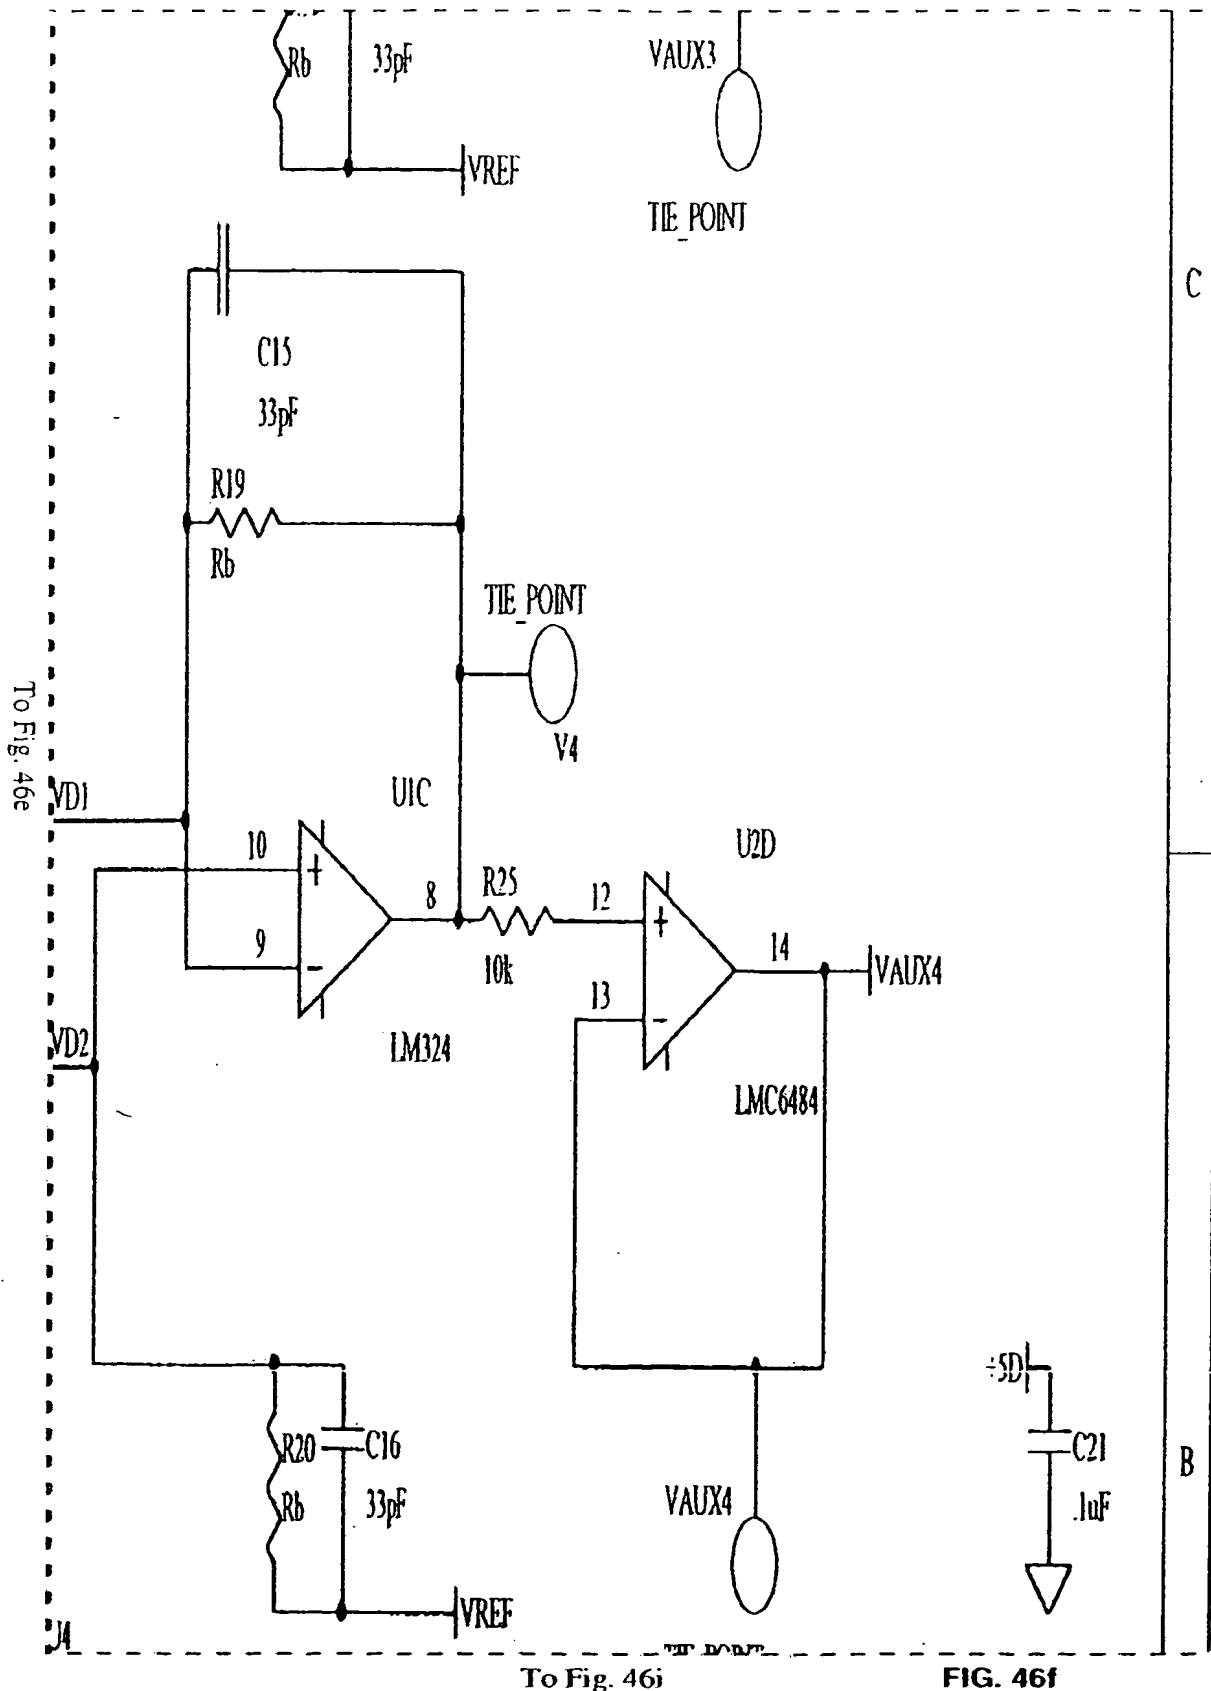 Rb
33pF
VAUX3
VREF
TIE_POINT
C
C15
33pF
R19
Rb
TIE_POINT
V4
To Fig. 46e
VD1
U1C
10
+
8
9
-
R25
10k
LM324
U2D
12
+
14
13
-
VAUX4
LMC6484
VD2
+5D
R20
C16
C21
B
Rb
33pF
VAUX4
.1uF
VREF
J4
TIE_POINT
To Fig. 46i
FIG. 46f